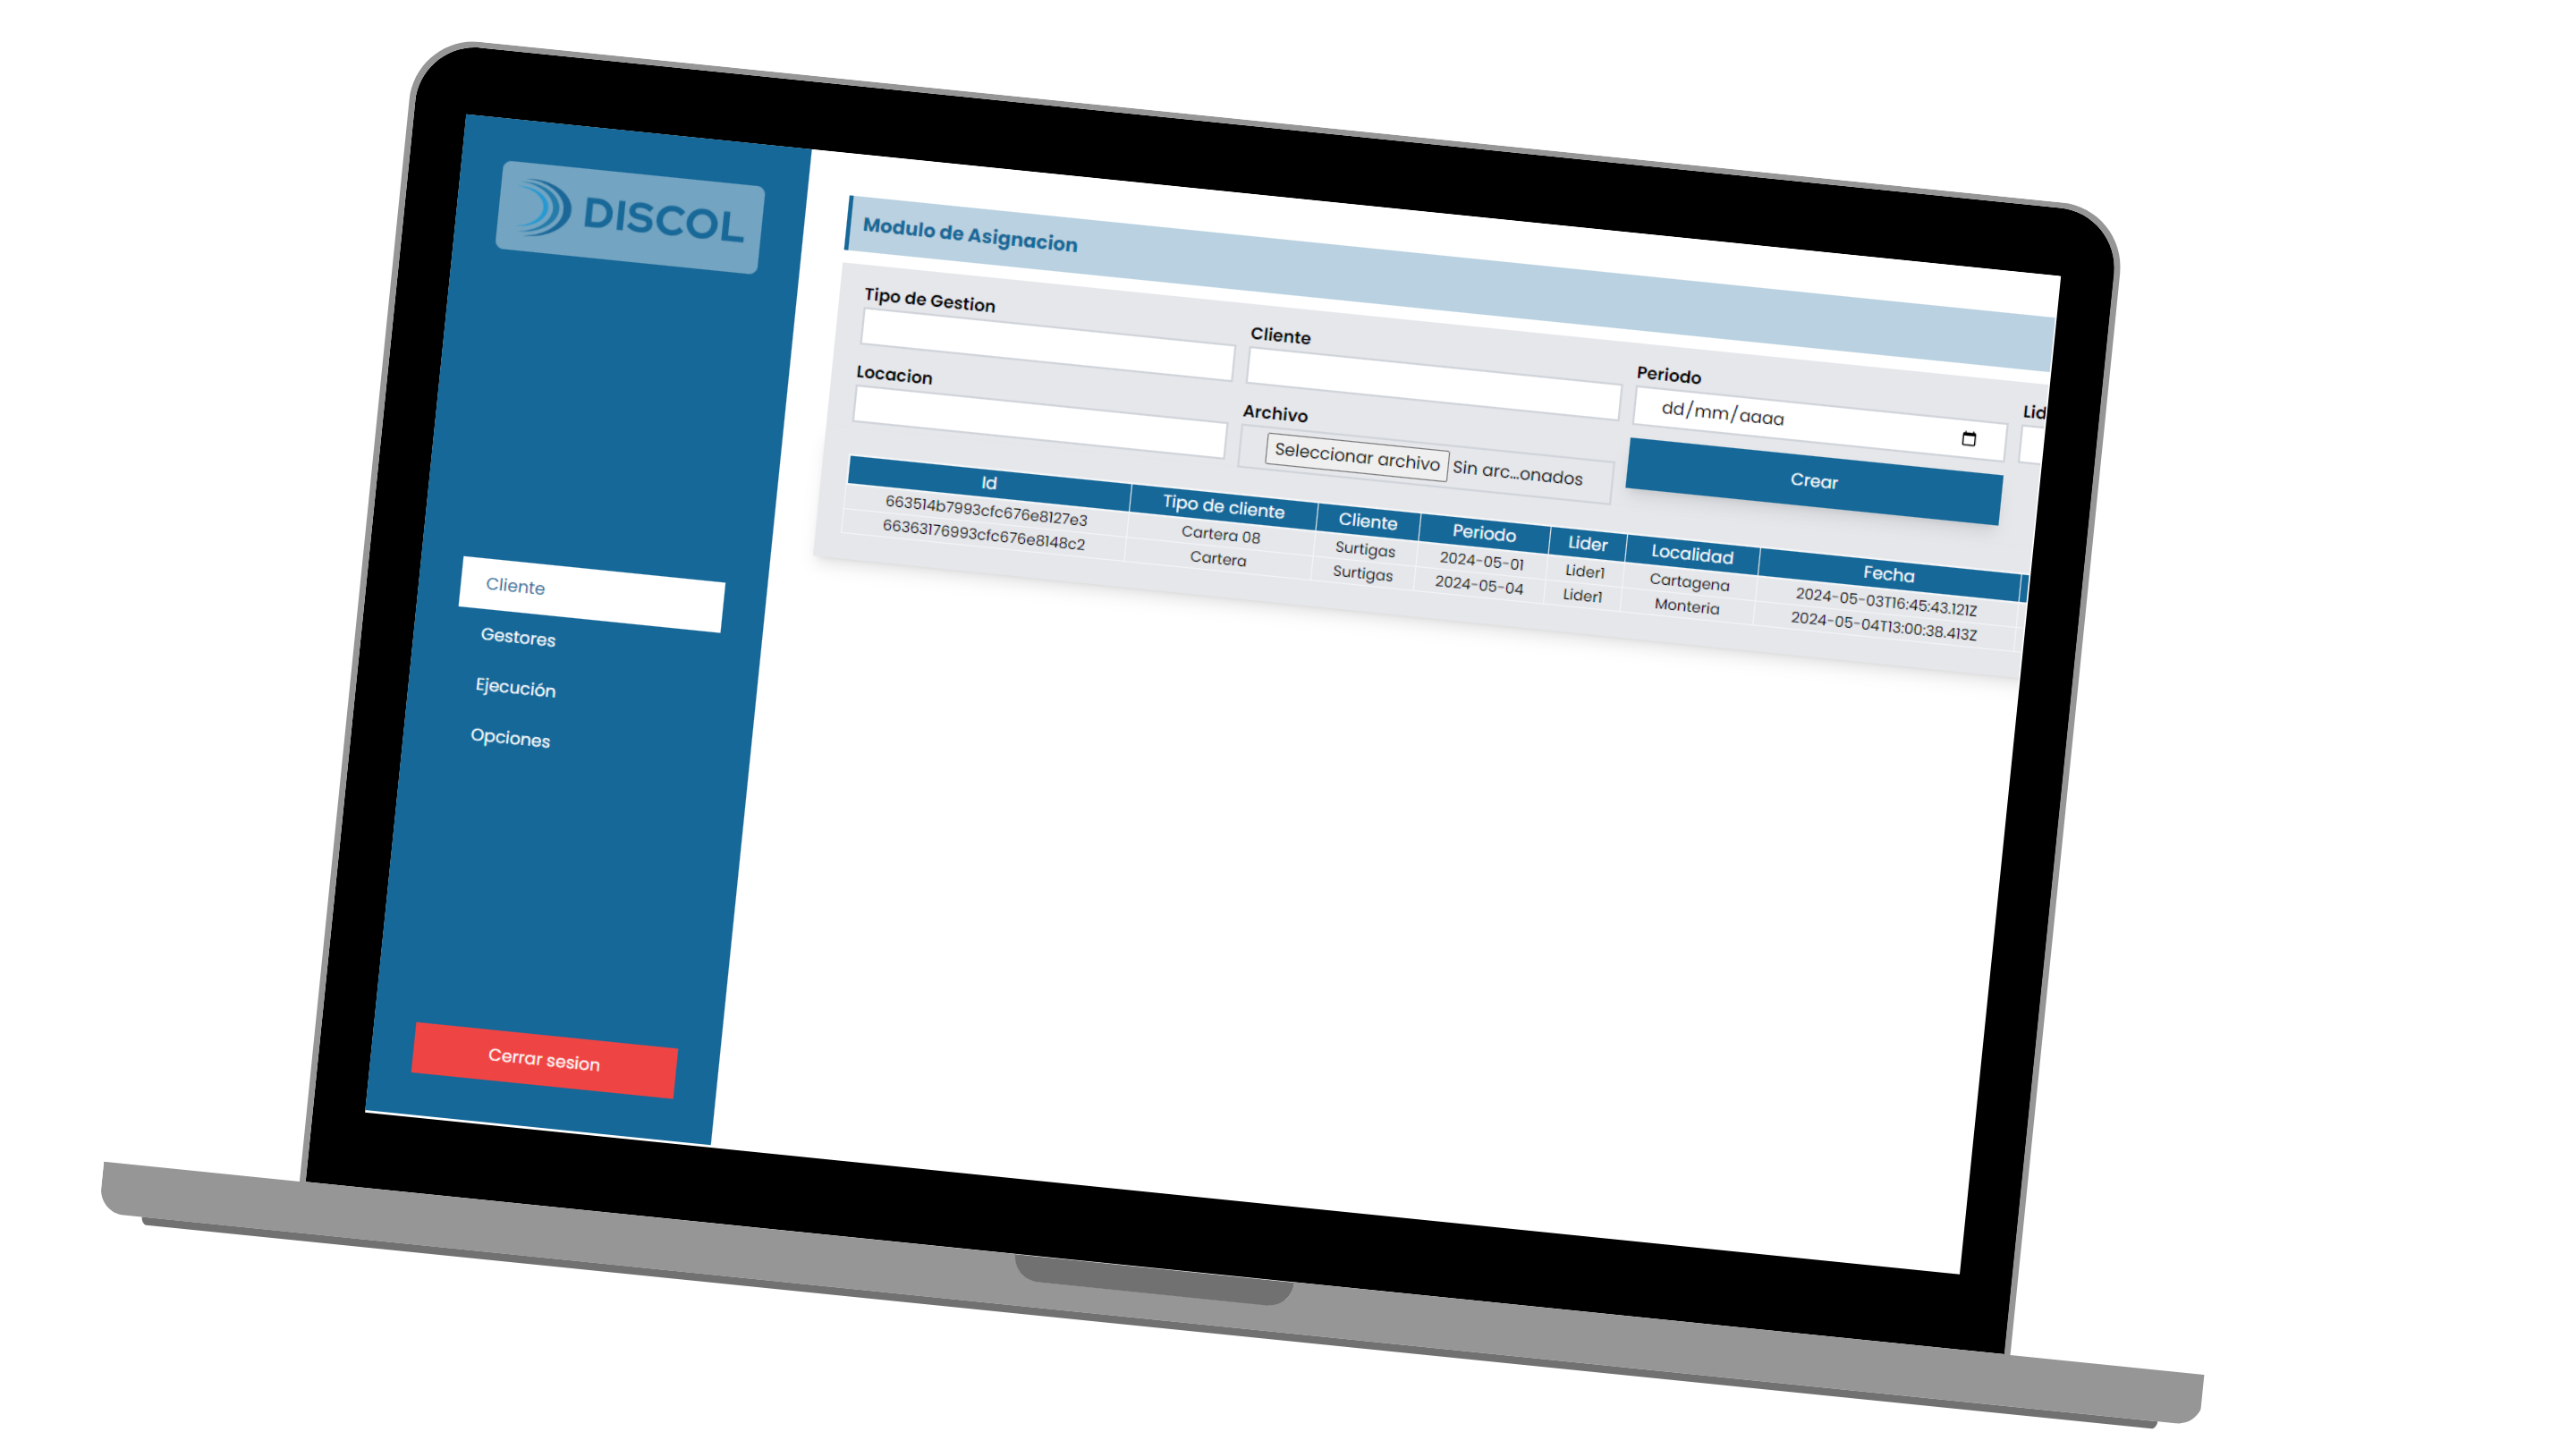 DISCOL
Cliente
Gestores
Ejecución
Opciones
Cerrar sesion
Modulo de Asignacion
Tipo de Gestion
Cliente
Periodo
dd/mm/aaaa
Lid
Locacion
Archivo
Seleccionar archivo Sin arc...onados
Crear
Id Tipo de cliente Cliente Periodo Lider Localidad Fecha
663514b7993cfc676e8127e3 Cartera 08 Surtigas 2024-05-01 Lider1 Cartagena 2024-05-03T16:45:43.121Z
66363176993cfc676e8148c2 Cartera Surtigas 2024-05-04 Lider1 Monteria 2024-05-04T13:00:38.413Z